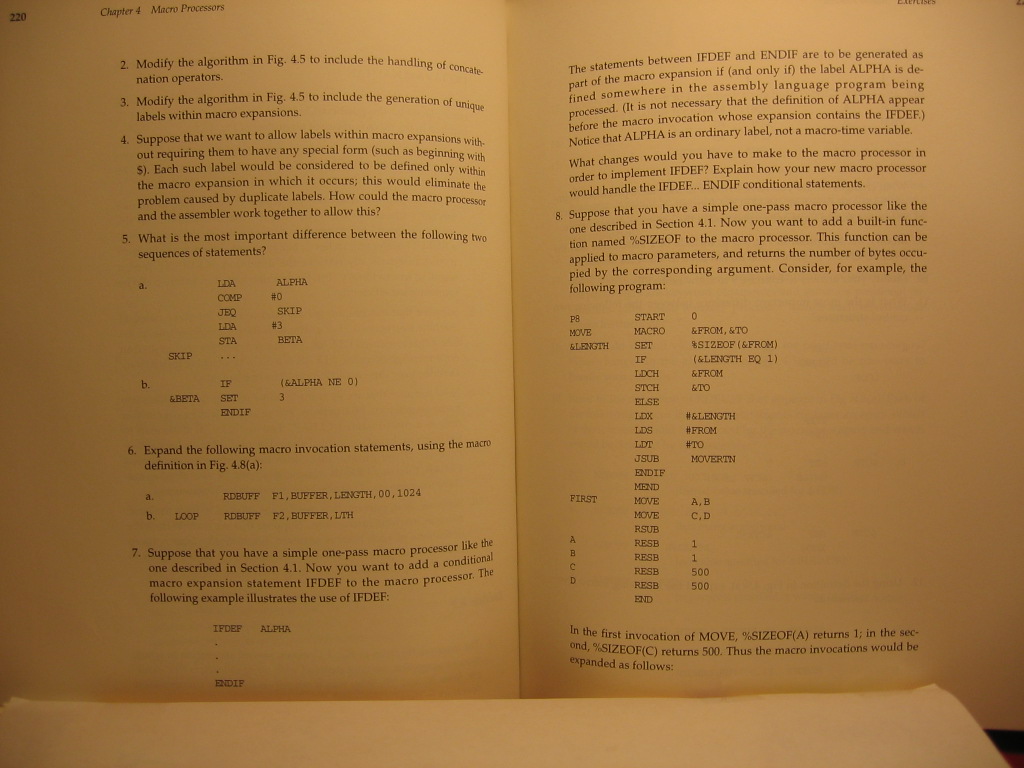 220
Chapter 4 Macro Processors
2. Modify the algorithm in Fig. 4.5 to include the handling of concate-
nation operators.
3. Modify the algorithm in Fig. 4.5 to include the generation of unique
labels within macro expansions.
4. Suppose that we want to allow labels within macro expansions with-
out requiring them to have any special form (such as beginning with
$). Each such label would be considered to be defined only within
the macro expansion in which it occurs; this would eliminate the
problem caused by duplicate labels. How could the macro processor
and the assembler work together to allow this?
5. What is the most important difference between the following two
sequences of statements?
a. LDA ALPHA
COMP #0
JEQ SKIP
LDA #3
STA BETA
SKIP ...
b. IF (&ALPHA NE 0)
&BETA SET 3
ENDIF
6. Expand the following macro invocation statements, using the macro
definition in Fig. 4.8(a):
a. RDBUFF F1,BUFFER,LENGTH,00,1024
b. LOOP RDBUFF F2,BUFFER,LTH
7. Suppose that you have a simple one-pass macro processor like the
one described in Section 4.1. Now you want to add a conditional
macro expansion statement IFDEF to the macro processor. The
following example illustrates the use of IFDEF:
IFDEF ALPHA
.
.
.
ENDIF
Exercises
The statements between IFDEF and ENDIF are to be generated as
part of the macro expansion if (and only if) the label ALPHA is de-
fined somewhere in the assembly language program being
processed. (It is not necessary that the definition of ALPHA appear
before the macro invocation whose expansion contains the IFDEF.)
Notice that ALPHA is an ordinary label, not a macro-time variable.
What changes would you have to make to the macro processor in
order to implement IFDEF? Explain how your new macro processor
would handle the IFDEF... ENDIF conditional statements.
8. Suppose that you have a simple one-pass macro processor like the
one described in Section 4.1. Now you want to add a built-in func-
tion named %SIZEOF to the macro processor. This function can be
applied to macro parameters, and returns the number of bytes occu-
pied by the corresponding argument. Consider, for example, the
following program:
P8 START 0
MOVE MACRO &FROM,&TO
&LENGTH SET %SIZEOF(&FROM)
IF (&LENGTH EQ 1)
LDCH &FROM
STCH &TO
ELSE
LDX #&LENGTH
LDS #FROM
LDT #TO
JSUB MOVERTN
ENDIF
MEND
FIRST MOVE A,B
MOVE C,D
RSUB
A RESB 1
B RESB 1
C RESB 500
D RESB 500
END
In the first invocation of MOVE, %SIZEOF(A) returns 1; in the sec-
ond, %SIZEOF(C) returns 500. Thus the macro invocations would be
expanded as follows: